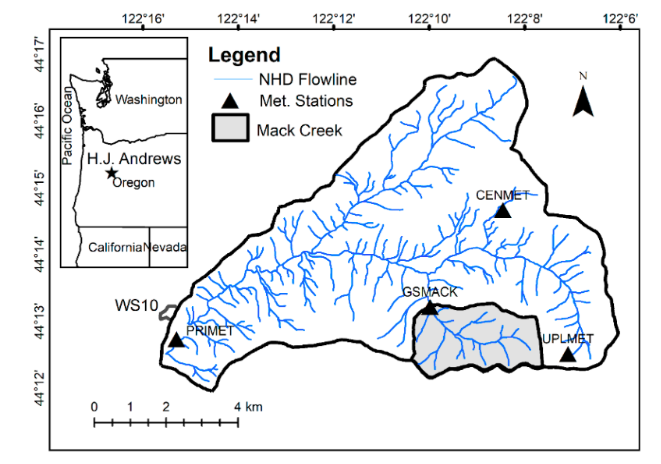 122°16' 122°14' 122°12' 122°10' 122°8' 122°6'
44°17'
44°16'
44°15'
44°14'
44°13'
44°12'
Pacific Ocean
Washington
H.J. Andrews
Oregon
California Nevada
Legend
NHD Flowline
Met. Stations
Mack Creek
N
CENMET
GSMACK
WS10
PRIMET
UPLMET
0 1 2 4 km